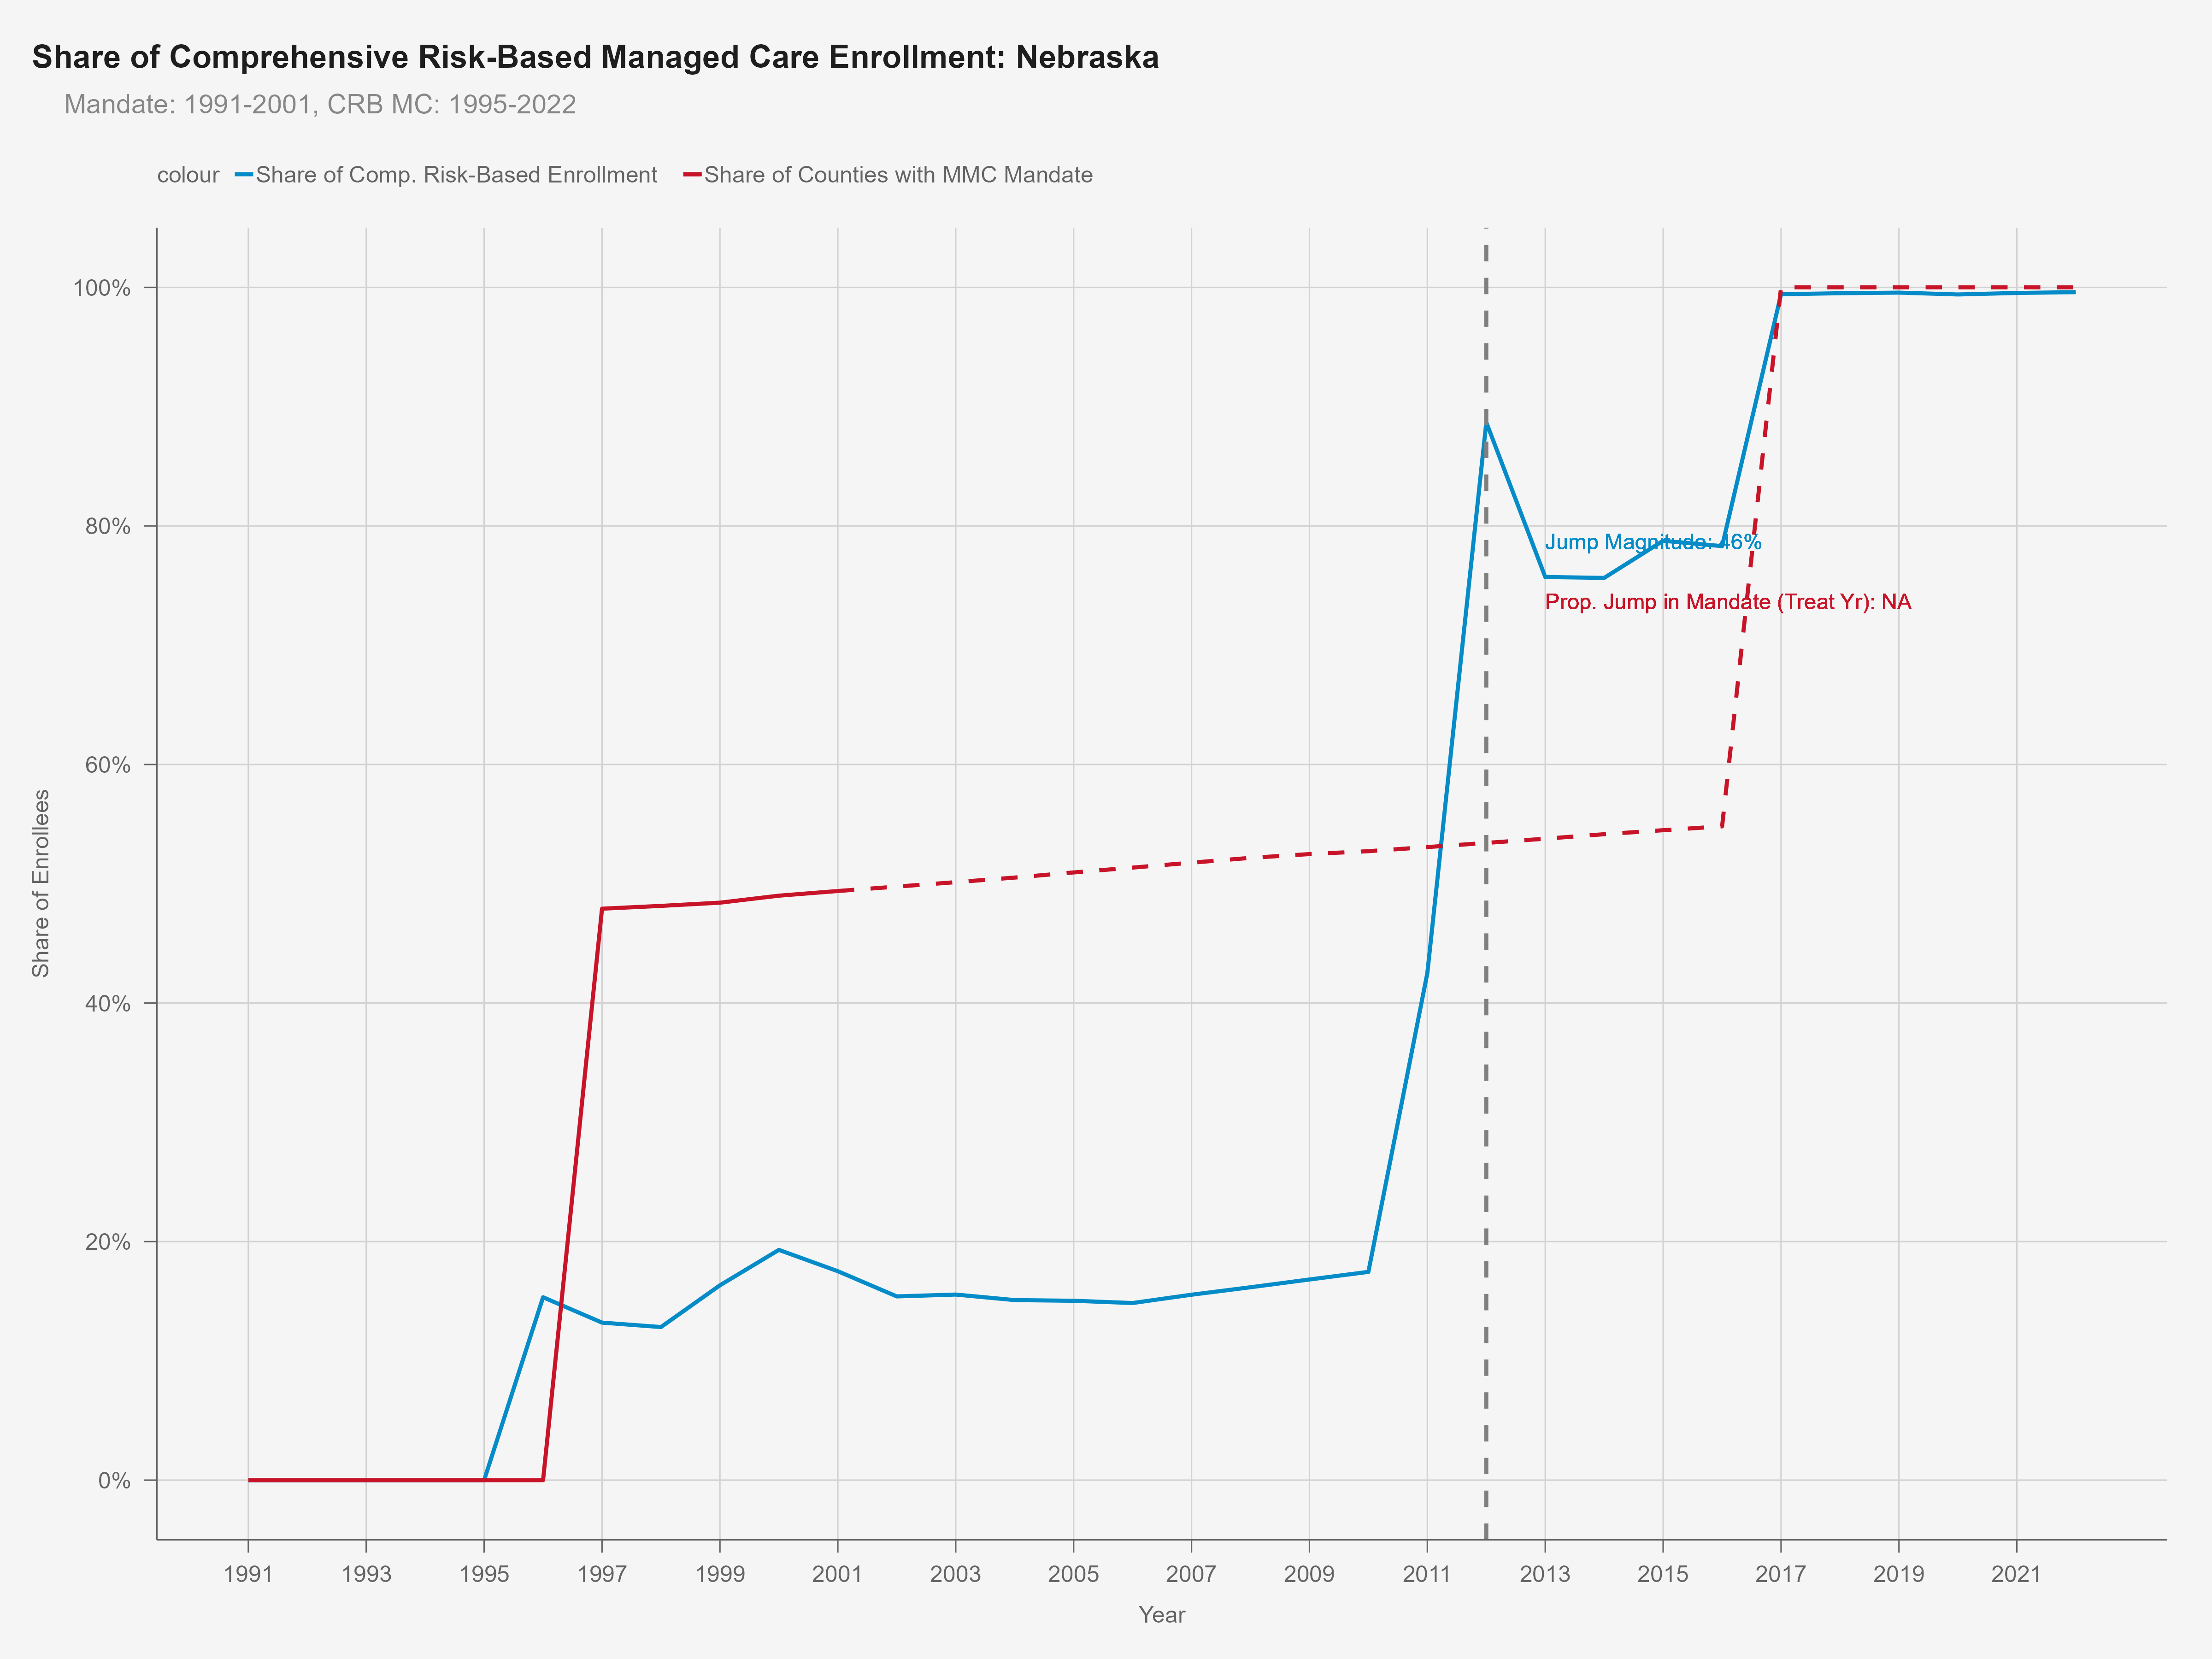 Share of Comprehensive Risk-Based Managed Care Enrollment: Nebraska
Mandate: 1991-2001, CRB MC: 1995-2022
colour Share of Comp. Risk-Based Enrollment Share of Counties with MMC Mandate
100%
80%
60%
40%
20%
0%
Share of Enrollees
Jump Magnitude: 46%
Prop. Jump in Mandate (Treat Yr): NA
1991 1993 1995 1997 1999 2001 2003 2005 2007 2009 2011 2013 2015 2017 2019 2021
Year